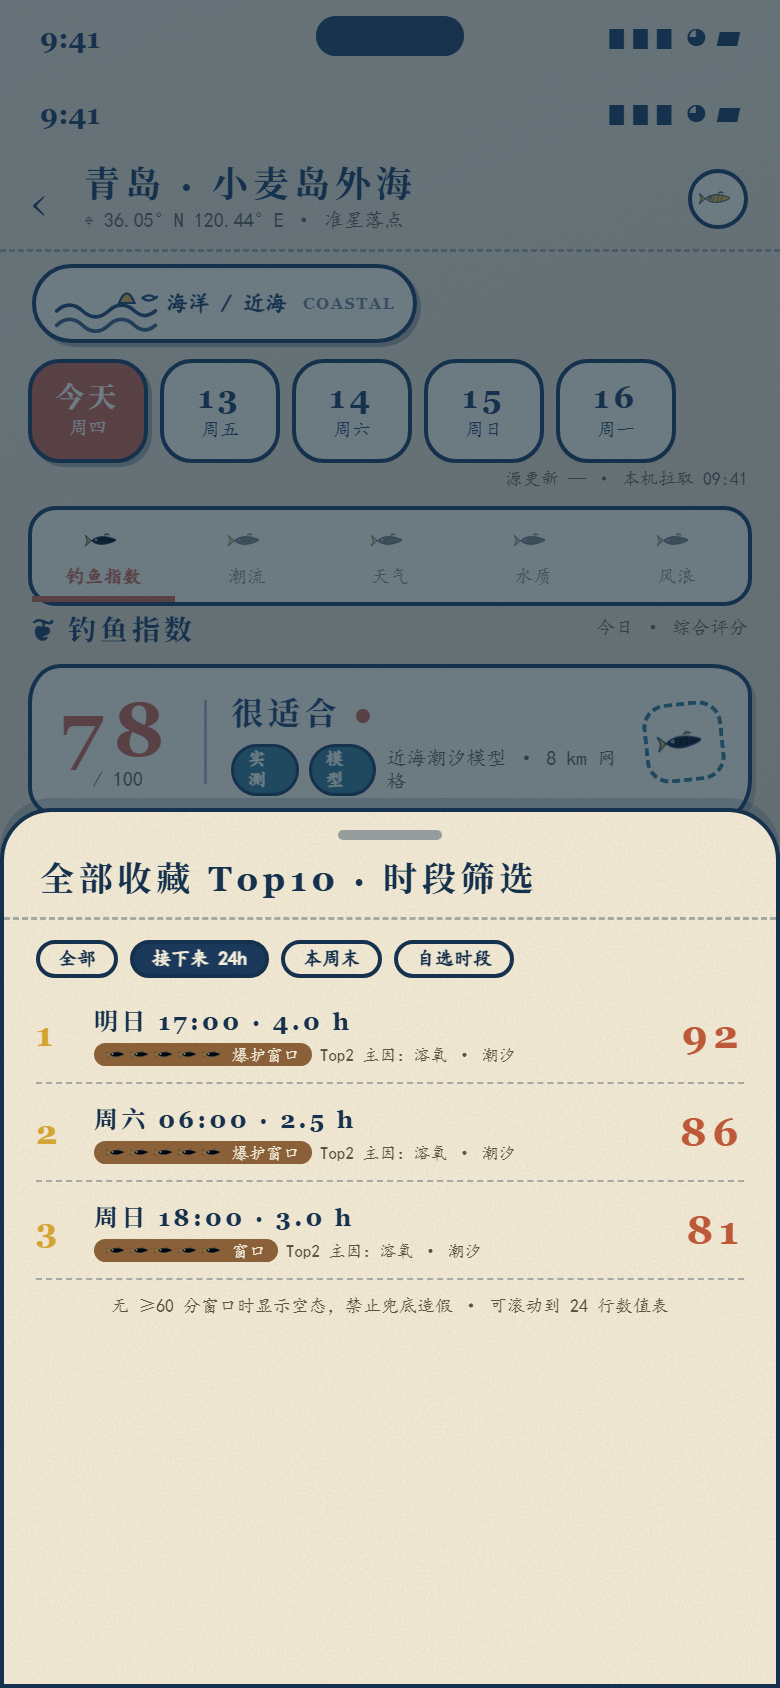 9:41
9:41
青岛 · 小麦岛外海
⌖ 36.05° N 120.44° E • 准星落点
海洋 / 近海 COASTAL
今天 13 14 15 16
周四 周五 周六 周日 周一
源更新 — • 本机拉取 09:41
钓鱼指数 潮流 天气 水质 风浪
❦ 钓鱼指数 今日 • 综合评分
78
/ 100
很适合
实测 模型 近海潮汐模型 • 8 km 网格
全部收藏 Top10 · 时段筛选
全部 接下来 24h 本周末 自选时段
1 明日 17:00 · 4.0 h 92
爆护窗口 Top2 主因: 溶氧 • 潮汐
2 周六 06:00 · 2.5 h 86
爆护窗口 Top2 主因: 溶氧 • 潮汐
3 周日 18:00 · 3.0 h 81
窗口 Top2 主因: 溶氧 • 潮汐
无 ≥60 分窗口时显示空态, 禁止兜底造假 • 可滚动到 24 行数值表